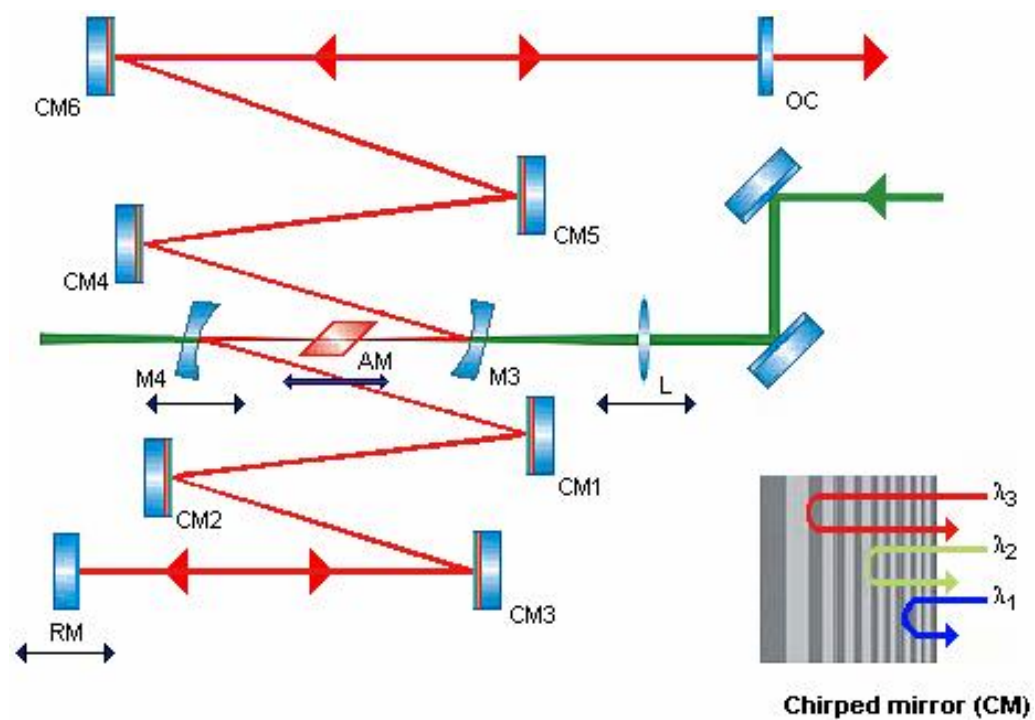 CM6
OC
CM5
CM4
AM
M4
M3
L
CM1
CM2
CM3
RM
λ3
λ2
λ1
Chirped mirror (CM)